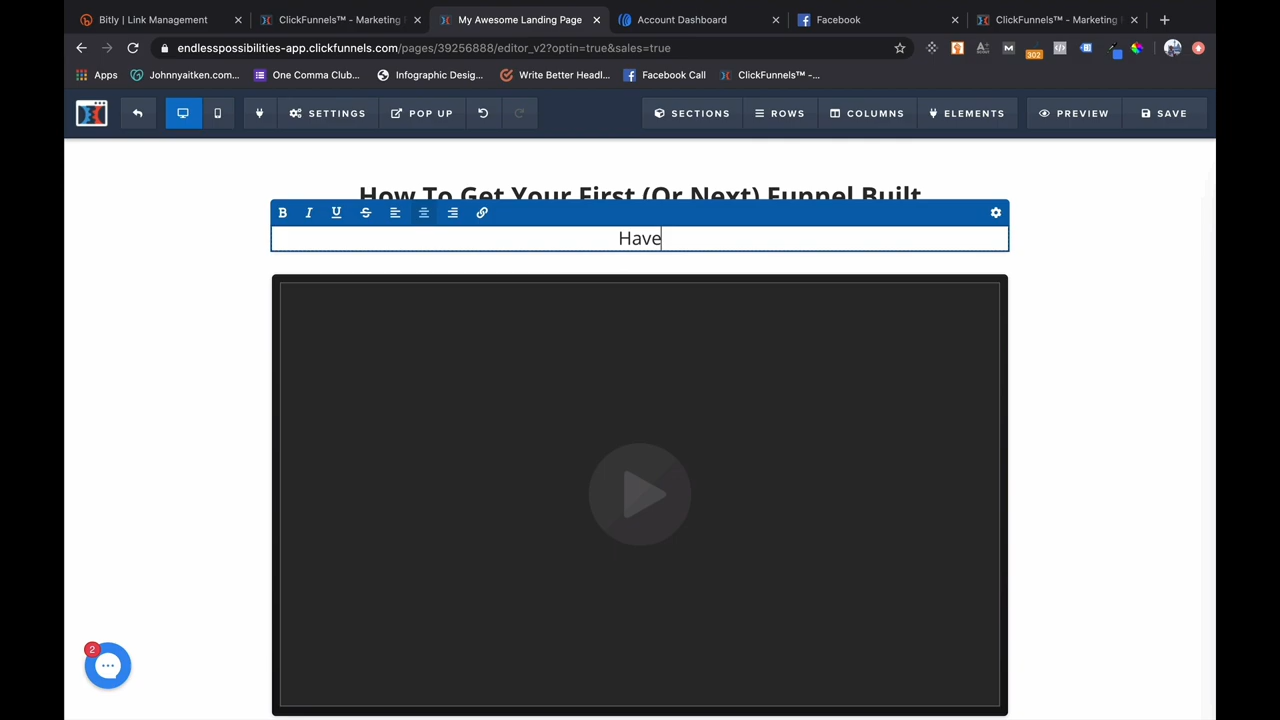 Bitly | Link Management
ClickFunnels™ - Marketing
My Awesome Landing Page
Account Dashboard
Facebook
ClickFunnels™ - Marketing
endlesspossibilities-app.clickfunnels.com/pages/39256888/editor_v2?optin=true&sales=true
302
Apps
Johnnyaitken.com...
One Comma Club...
Infographic Desig...
Write Better Headl...
Facebook Call
ClickFunnels™ -...
SETTINGS
POP UP
SECTIONS
ROWS
COLUMNS
ELEMENTS
PREVIEW
SAVE
How To Get Your First (Or Next) Funnel Built
B I U S
Have
2